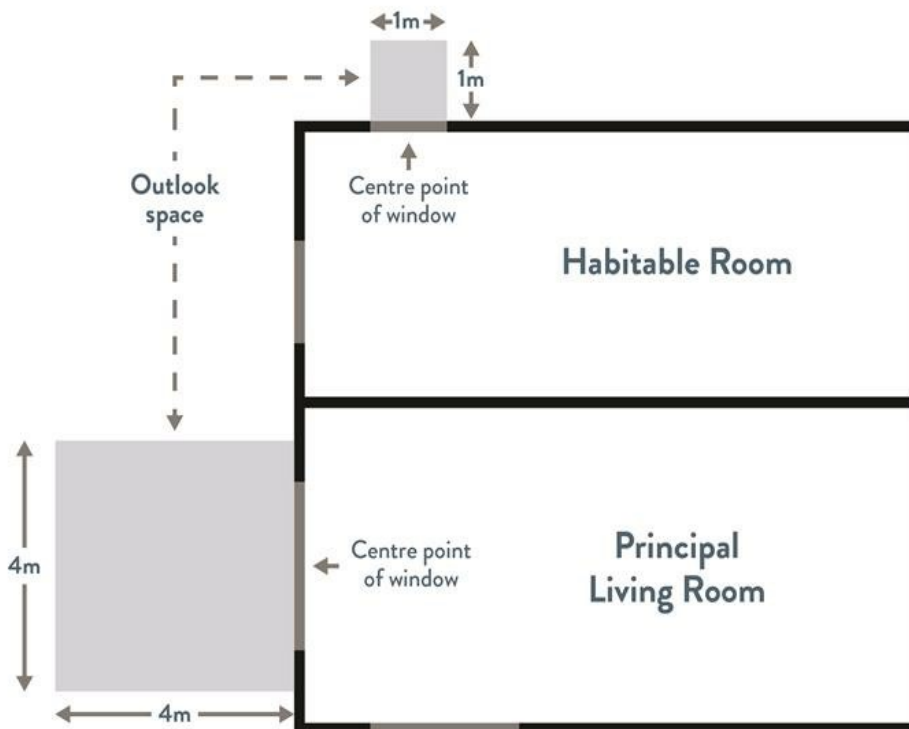 1m
1m
Outlook
space
Centre point
of window
Habitable Room
Centre point
of window
Principal
Living Room
4m
4m